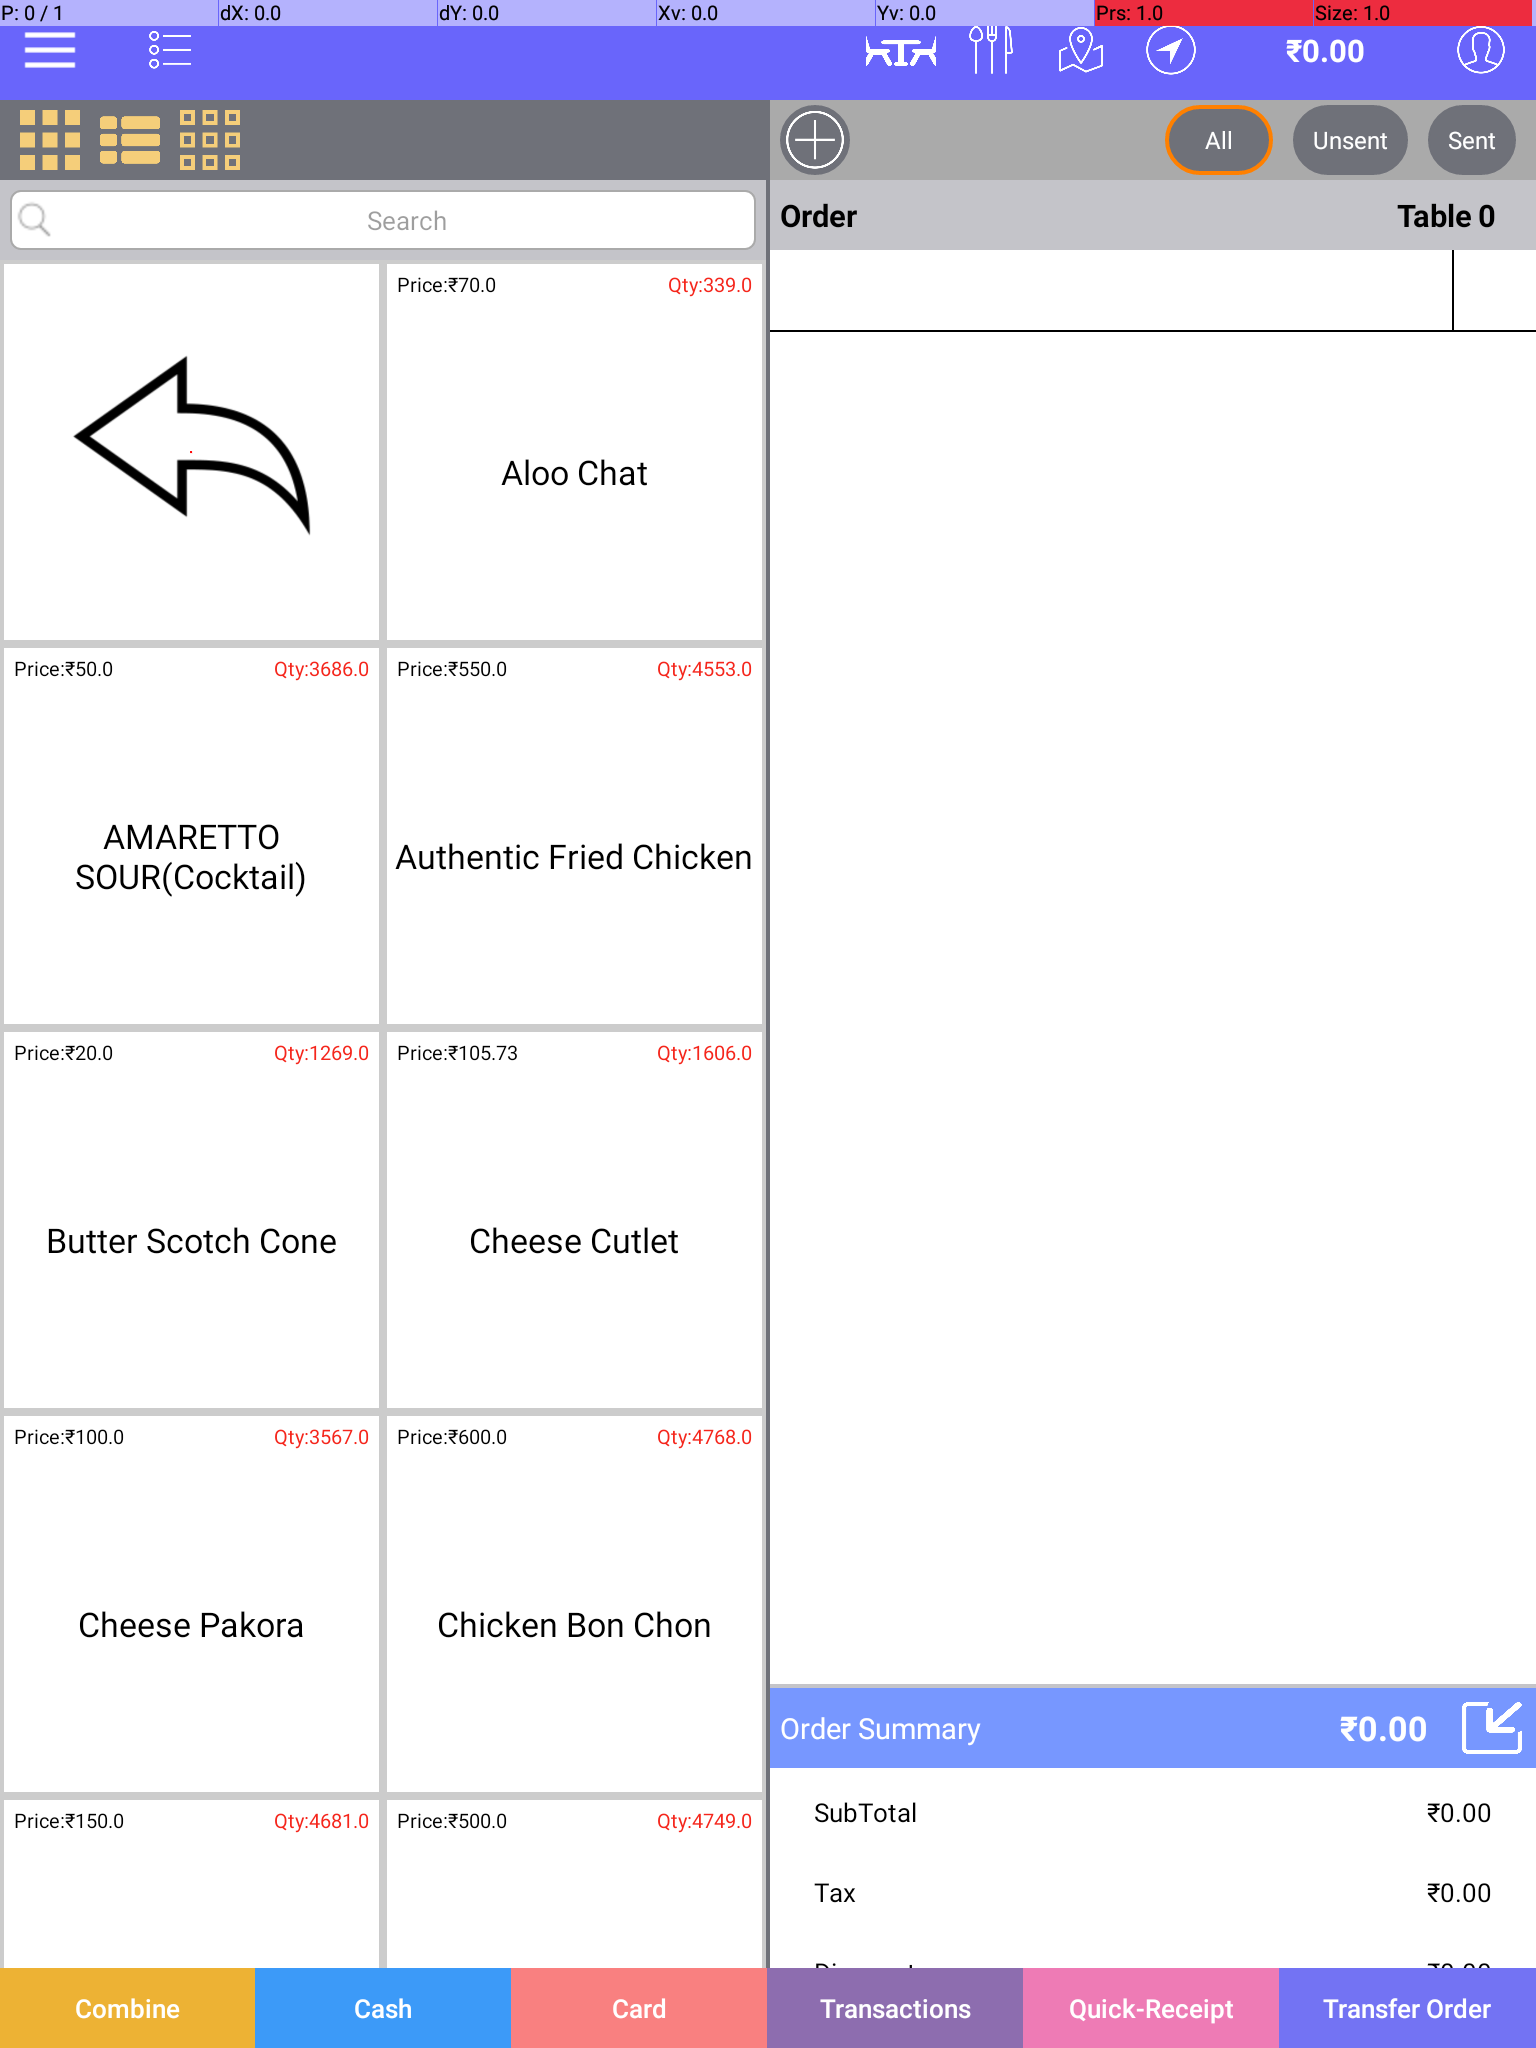 P: 0 / 1 dX: 0.0 dY: 0.0 Xv: 0.0 Yv: 0.0 Prs: 1.0 Size: 1.0
₹0.00
All Unsent Sent
Search
Order Table 0
Price:₹70.0 Qty:339.0
Aloo Chat
Price:₹50.0 Qty:3686.0
AMARETTO
SOUR(Cocktail)
Price:₹550.0 Qty:4553.0
Authentic Fried Chicken
Price:₹20.0 Qty:1269.0
Butter Scotch Cone
Price:₹105.73 Qty:1606.0
Cheese Cutlet
Price:₹100.0 Qty:3567.0
Cheese Pakora
Price:₹600.0 Qty:4768.0
Chicken Bon Chon
Price:₹150.0 Qty:4681.0
Price:₹500.0 Qty:4749.0
Order Summary ₹0.00
SubTotal ₹0.00
Tax ₹0.00
Combine Cash Card Transactions Quick-Receipt Transfer Order